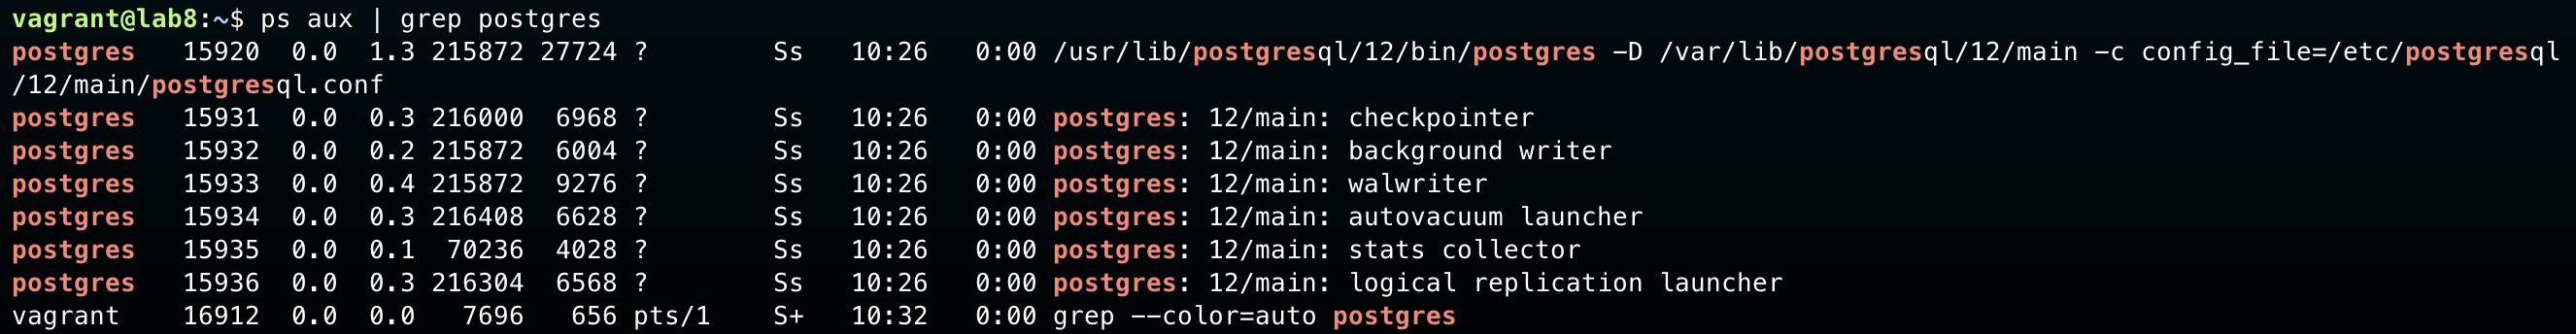 vagrant@lab8:~$ ps aux | grep postgres
postgres   15920  0.0  1.3 215872 27724 ?        Ss   10:26   0:00 /usr/lib/postgresql/12/bin/postgres -D /var/lib/postgresql/12/main -c config_file=/etc/postgresql
/12/main/postgresql.conf
postgres   15931  0.0  0.3 216000  6968 ?        Ss   10:26   0:00 postgres: 12/main: checkpointer
postgres   15932  0.0  0.2 215872  6004 ?        Ss   10:26   0:00 postgres: 12/main: background writer
postgres   15933  0.0  0.4 215872  9276 ?        Ss   10:26   0:00 postgres: 12/main: walwriter
postgres   15934  0.0  0.3 216408  6628 ?        Ss   10:26   0:00 postgres: 12/main: autovacuum launcher
postgres   15935  0.0  0.1  70236  4028 ?        Ss   10:26   0:00 postgres: 12/main: stats collector
postgres   15936  0.0  0.3 216304  6568 ?        Ss   10:26   0:00 postgres: 12/main: logical replication launcher
vagrant    16912  0.0  0.0   7696   656 pts/1    S+   10:32   0:00 grep --color=auto postgres